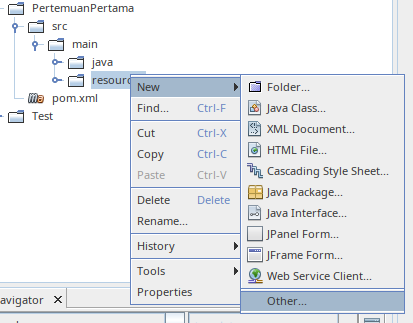 PertemuanPertama
src
main
java
pom.xml
Test
New
Find... Ctrl-F
Cut Ctrl-X
Copy Ctrl-C
Paste Ctrl-V
Delete Delete
Rename...
History
Tools
Properties
Folder...
Java Class...
XML Document...
HTML File...
Cascading Style Sheet...
Java Package...
Java Interface...
JPanel Form...
JFrame Form...
Web Service Client...
Other...
avigator